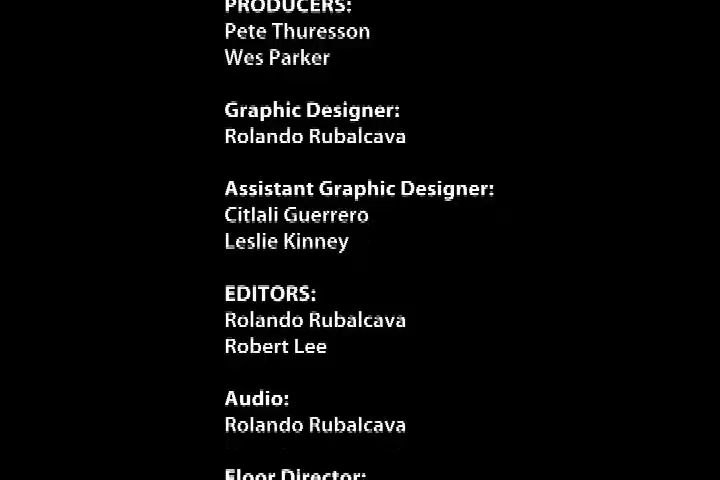 PRODUCERS:
Pete Thuresson
Wes Parker
Graphic Designer:
Rolando Rubalcava
Assistant Graphic Designer:
Citlali Guerrero
Leslie Kinney
EDITORS:
Rolando Rubalcava
Robert Lee
Audio:
Rolando Rubalcava
Floor Director: